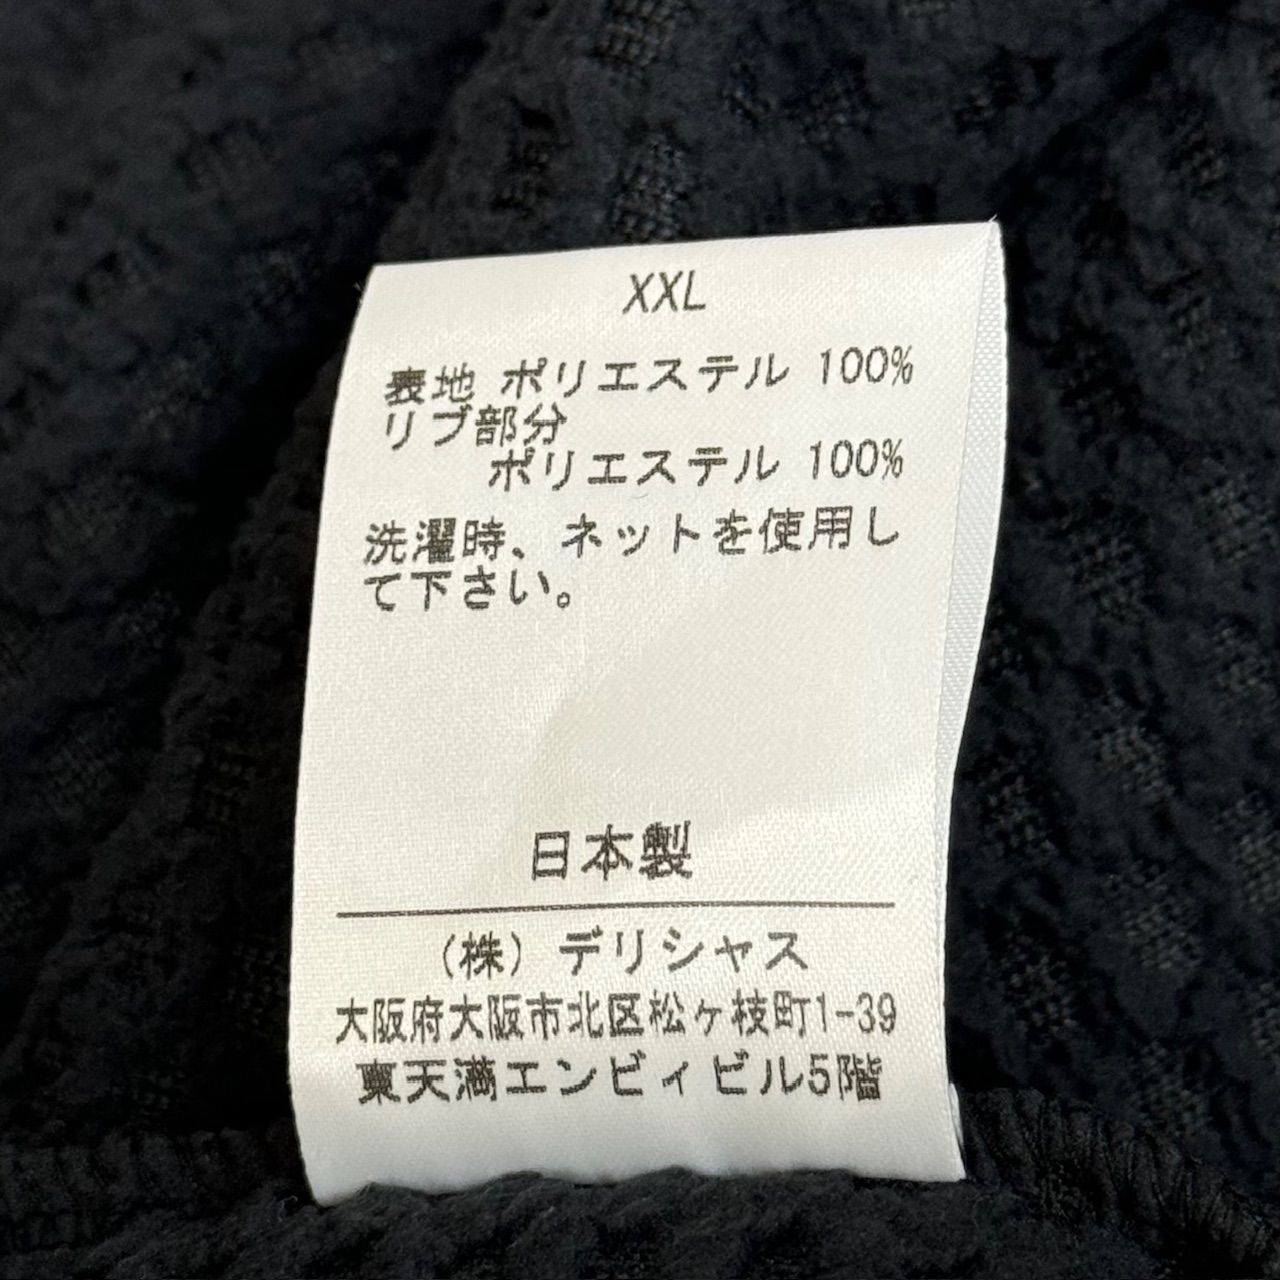 XXL
表地 ポリエステル 100%
リブ部分
ポリエステル 100%
洗濯時、ネットを使用し
て下さい。
日本製
(株) デリシャス
大阪府大阪市北区松ヶ枝町1-39
東天満エンビィビル5階